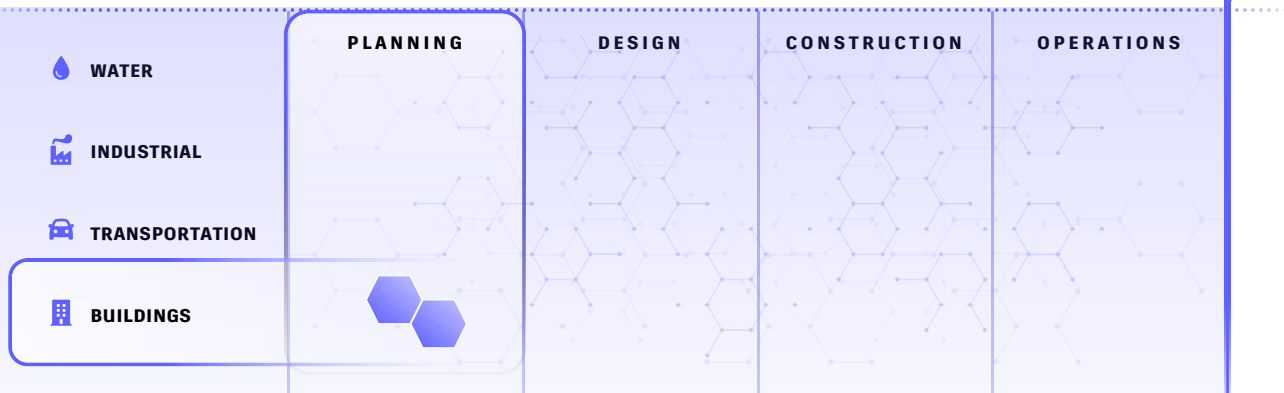 PLANNING
DESIGN
CONSTRUCTION
OPERATIONS
WATER
INDUSTRIAL
TRANSPORTATION
BUILDINGS